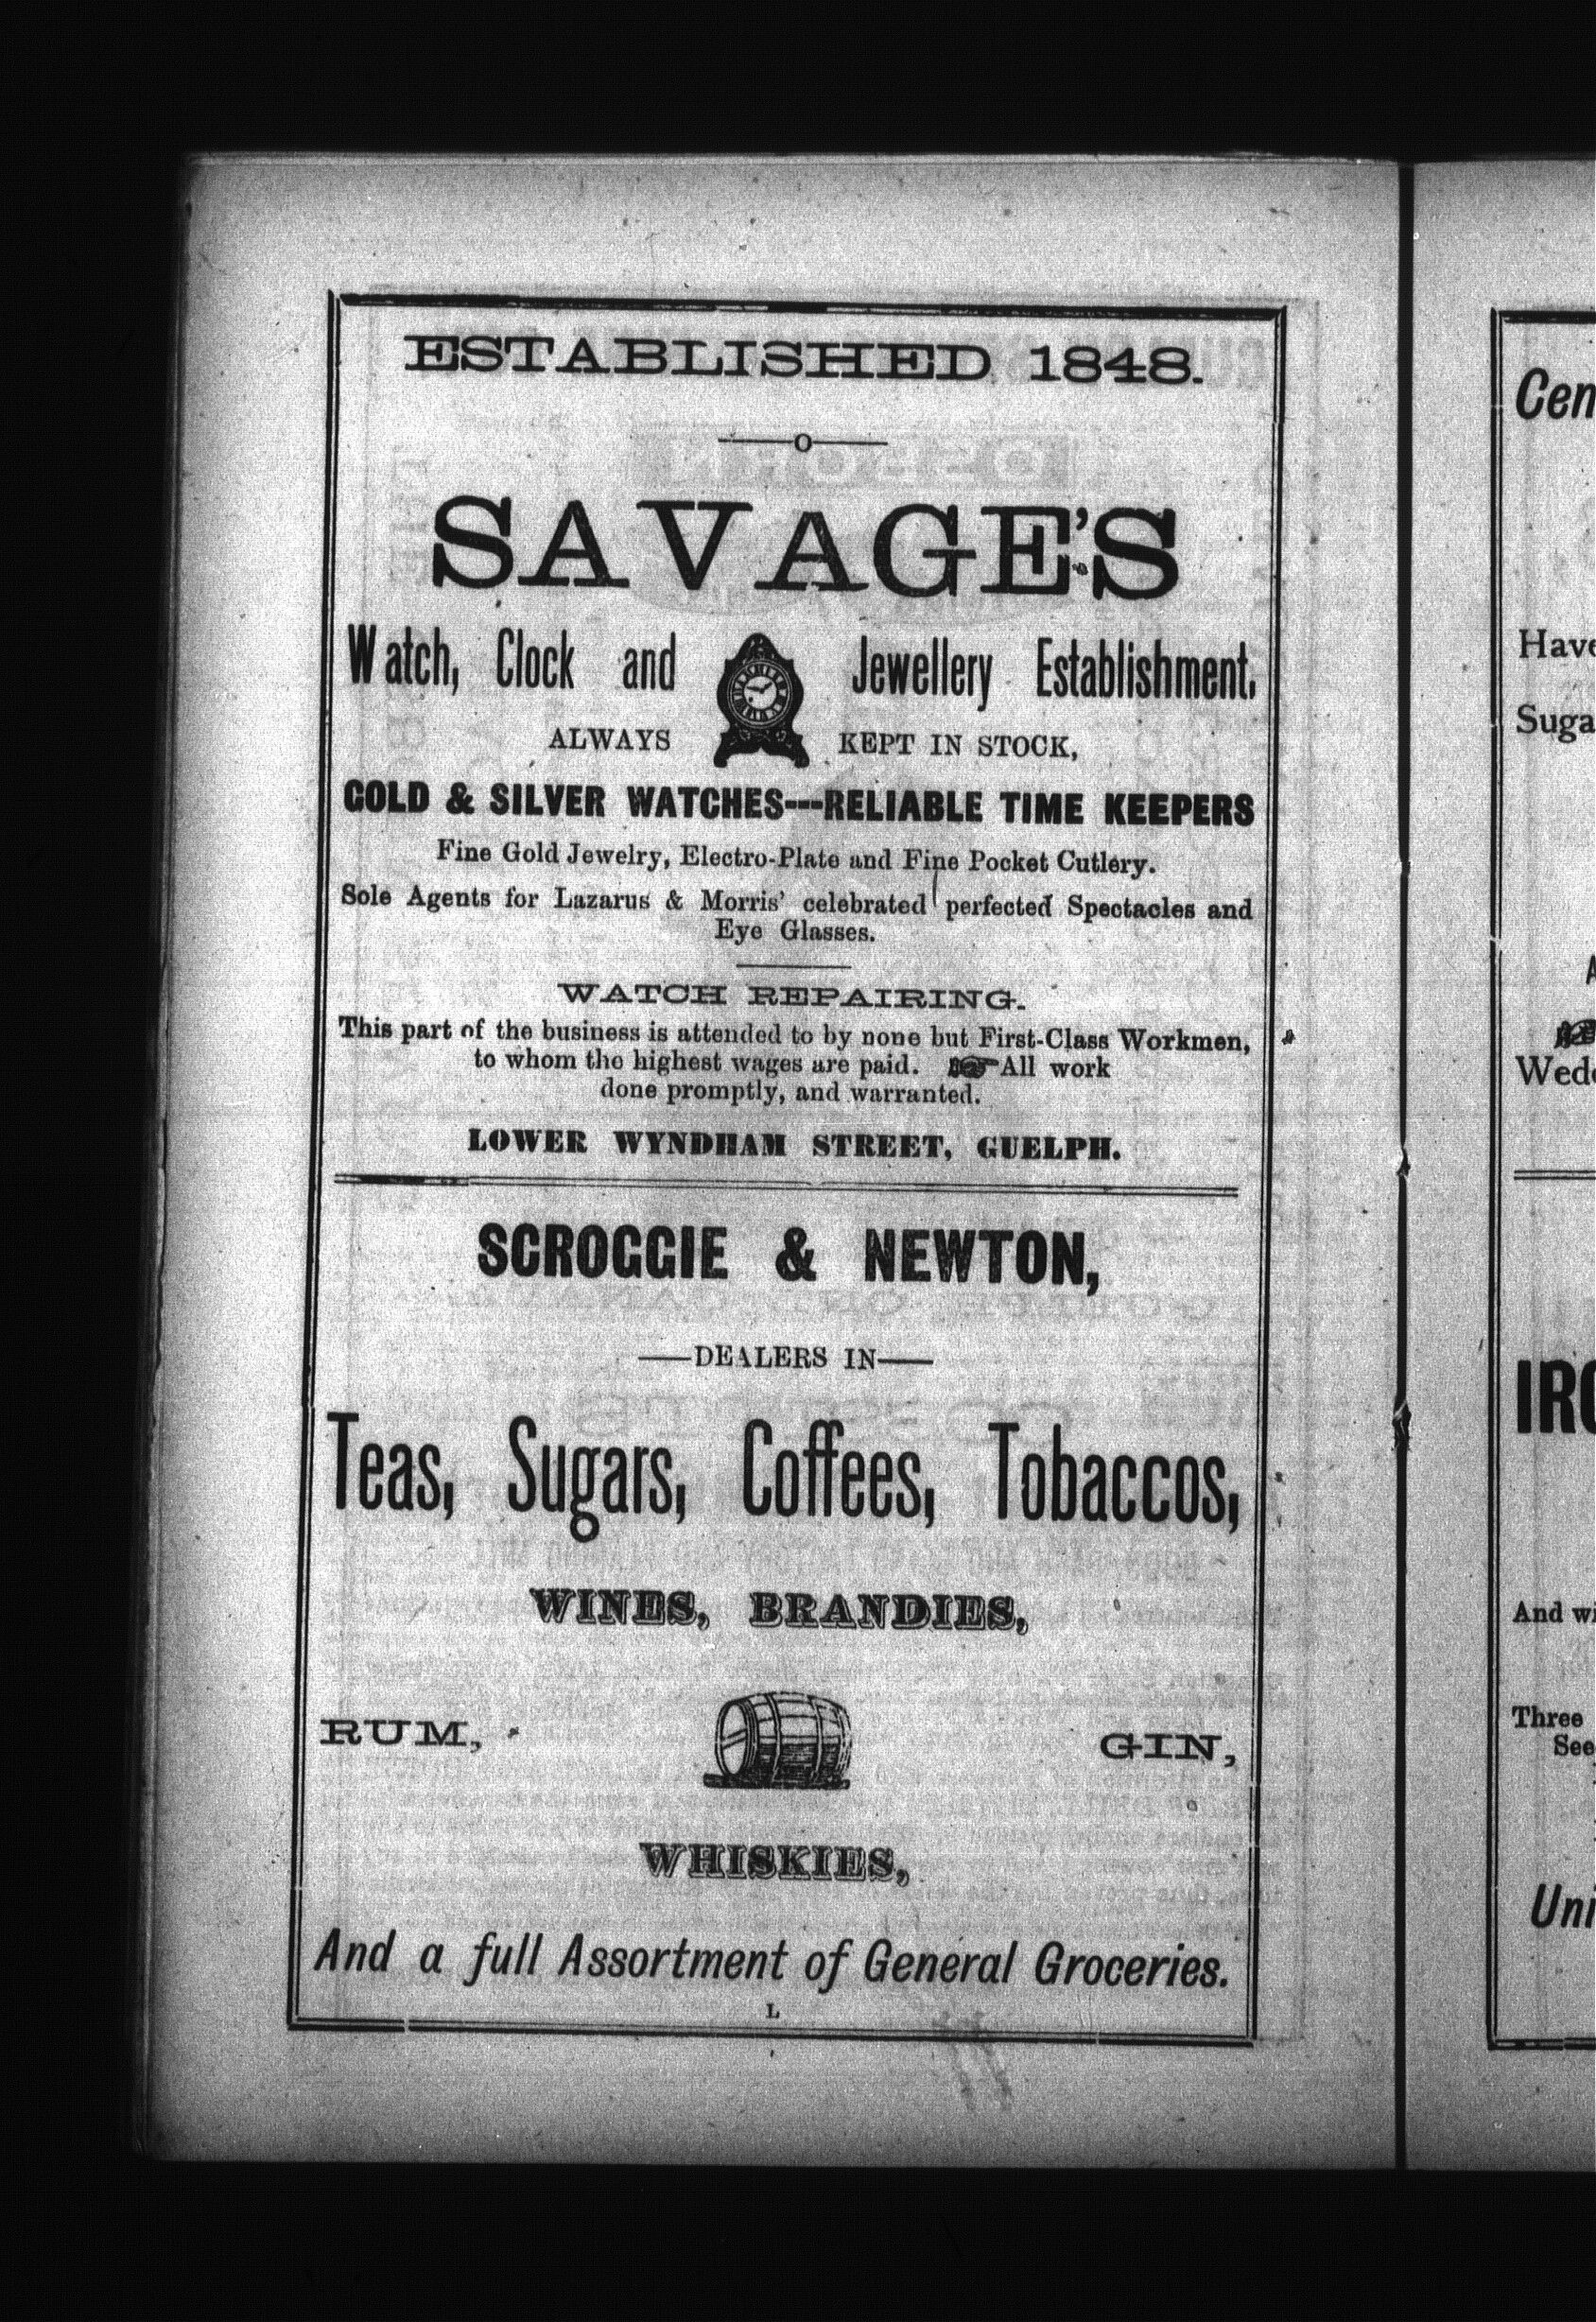 ESTABLISHED 1848.
O
SAVAGE'S
Watch, Clock and Jewellery Establishment.
ALWAYS KEPT IN STOCK,
GOLD & SILVER WATCHES---RELIABLE TIME KEEPERS
Fine Gold Jewelry, Electro-Plate and Fine Pocket Cutlery.
Sole Agents for Lazarus & Morris' celebrated perfected Spectacles and
Eye Glasses.
WATCH REPAIRING.
This part of the business is attended to by none but First-Class Workmen,
to whom the highest wages are paid. ☞All work
done promptly, and warranted.
LOWER WYNDHAM STREET, GUELPH.
SCROGGIE & NEWTON,
—DEALERS IN—
Teas, Sugars, Coffees, Tobaccos,
WINES, BRANDIES,
RUM, GIN,
WHISKIES,
And a full Assortment of General Groceries.
L
Cen
Have
Suga
A
Wedd
IRO
And wi
Three
See
Uni